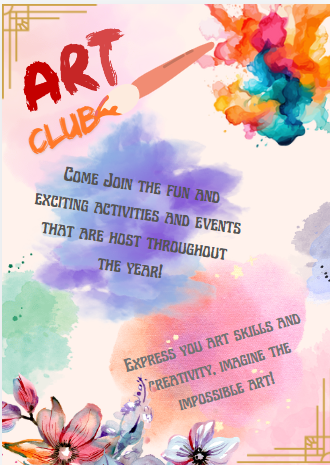 ART
CLUB
COME JOIN THE FUN AND
EXCITING ACTIVITIES AND EVENTS
THAT ARE HOST THROUGHOUT
THE YEAR!
EXPRESS YOU ART SKILLS AND
CREATIVITY, IMAGINE THE
IMPOSSIBLE ART!